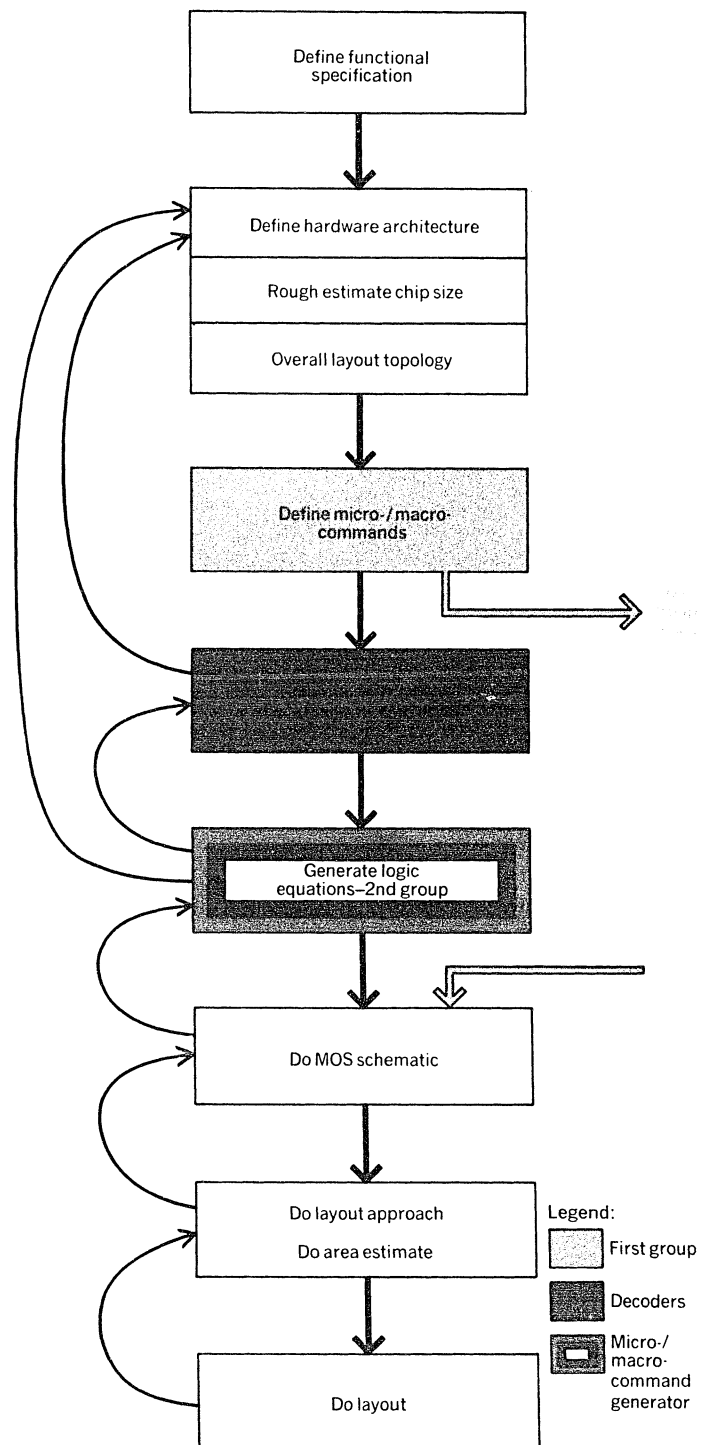 Define functional
specification
Define hardware architecture
Rough estimate chip size
Overall layout topology
Define micro-/macro-
commands
Generate logic
equations–2nd group
Do MOS schematic
Do layout approach
Do area estimate
Do layout
Legend:
First group
Decoders
Micro-/
macro-
command
generator